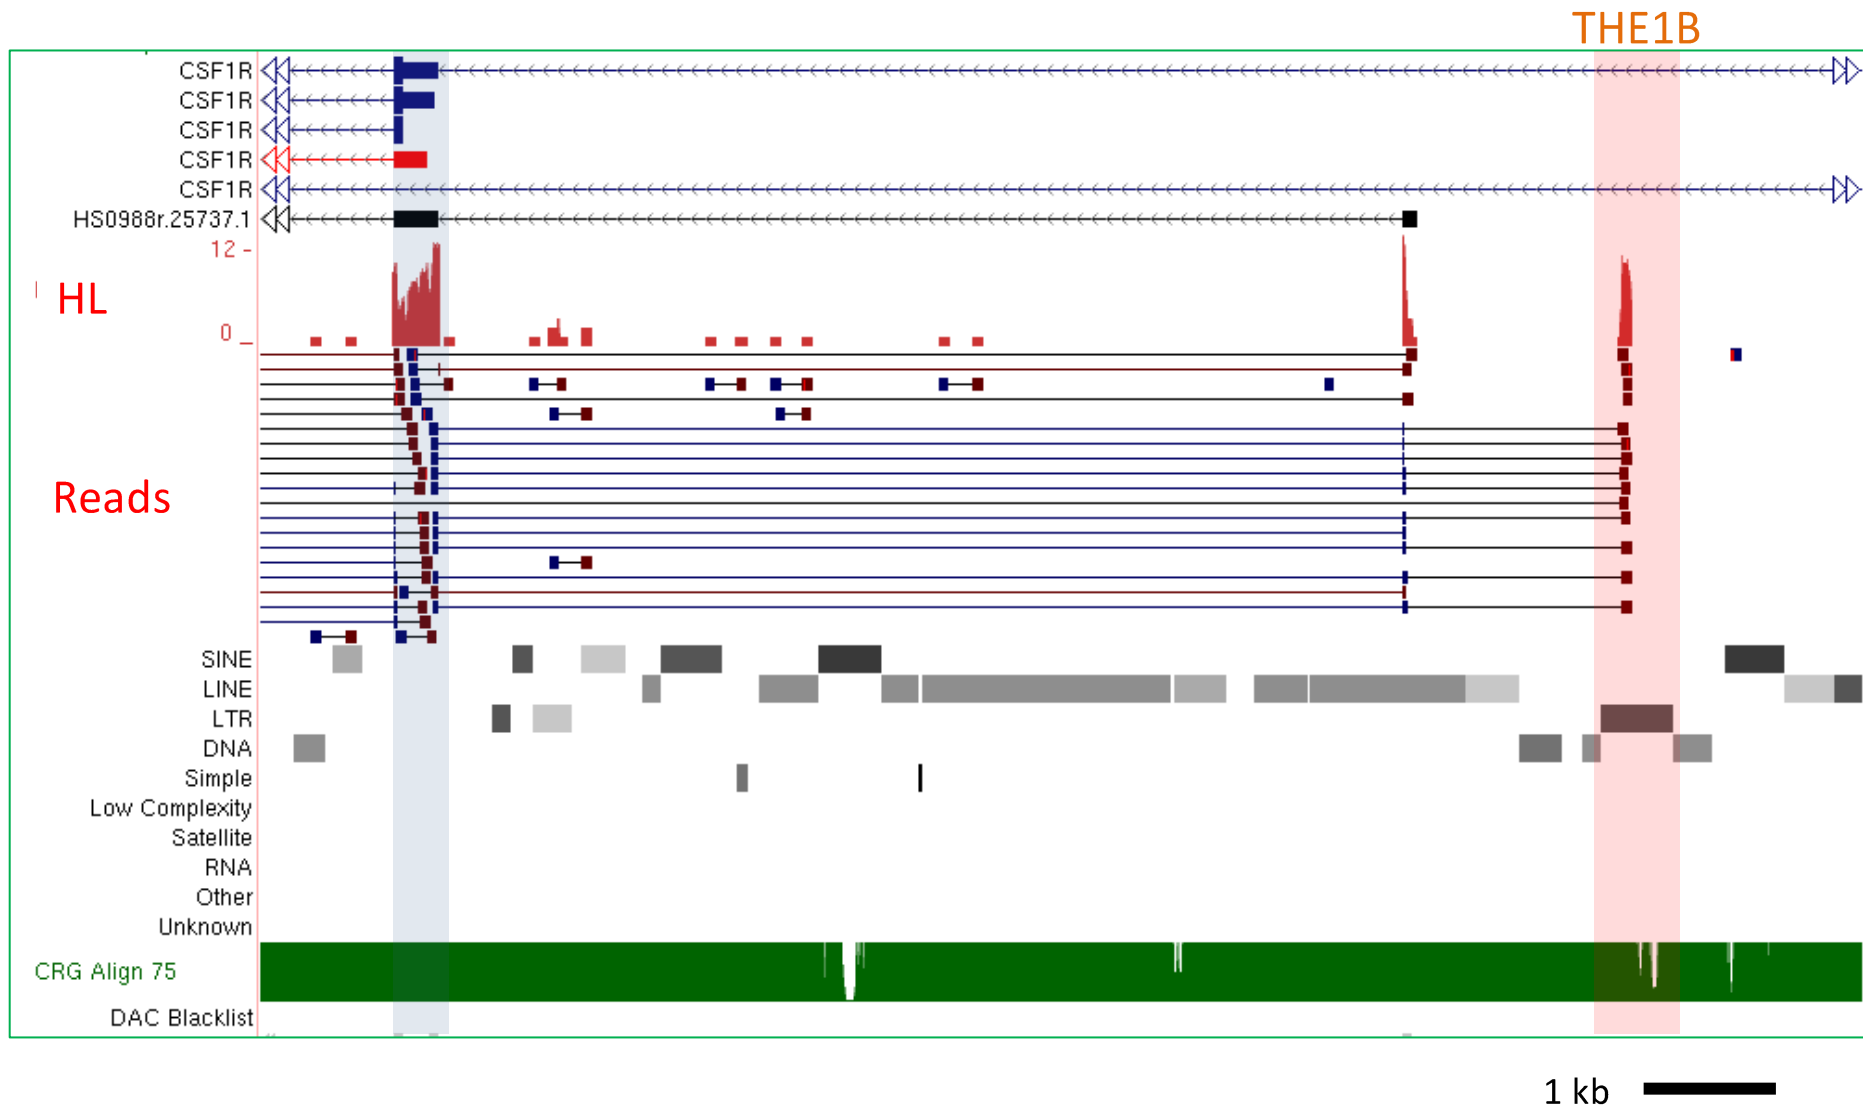 THE1B
CSF1R
CSF1R
CSF1R
CSF1R
CSF1R
HS0988r.25737.1
12 -
HL
0 _
Reads
SINE
LINE
LTR
DNA
Simple
Low Complexity
Satellite
RNA
Other
Unknown
CRG Align 75
DAC Blacklist
1 kb